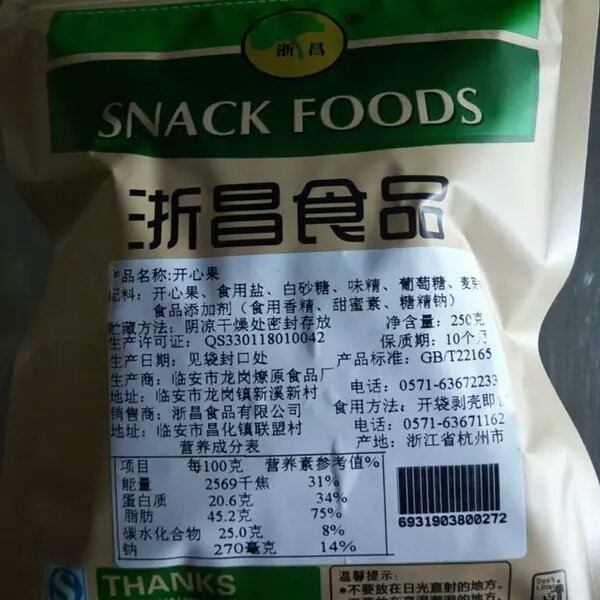 浙 昌 ®
SNACK FOODS
浙昌食品
产品名称:开心果
配料: 开心果、食用盐、白砂糖、味精、葡萄糖、麦芽
食品添加剂(食用香精、甜蜜素、糖精钠)
贮藏方法: 阴凉干燥处密封存放 净含量: 250克
生产许可证: QS330118010042 保质期: 10个月
生产日期: 见袋封口处 产品标准: GB/T22165
生产商: 临安市龙岗燎原食品厂 电话: 0571-63672233
地址: 临安市龙岗镇新溪新村
销售商: 浙昌食品有限公司 食用方法: 开袋剥壳即
地址: 临安市昌化镇联盟村 电话: 0571-63671162
产地: 浙江省杭州市
营养成分表
项目 每100克 营养素参考值%
能量 2569千焦 31%
蛋白质 20.6克 34%
脂肪 45.2克 75%
碳水化合物 25.0克 8%
钠 270毫克 14%
6931903800272
THANKS
温馨提示:
•不要放在日光直射的地方。